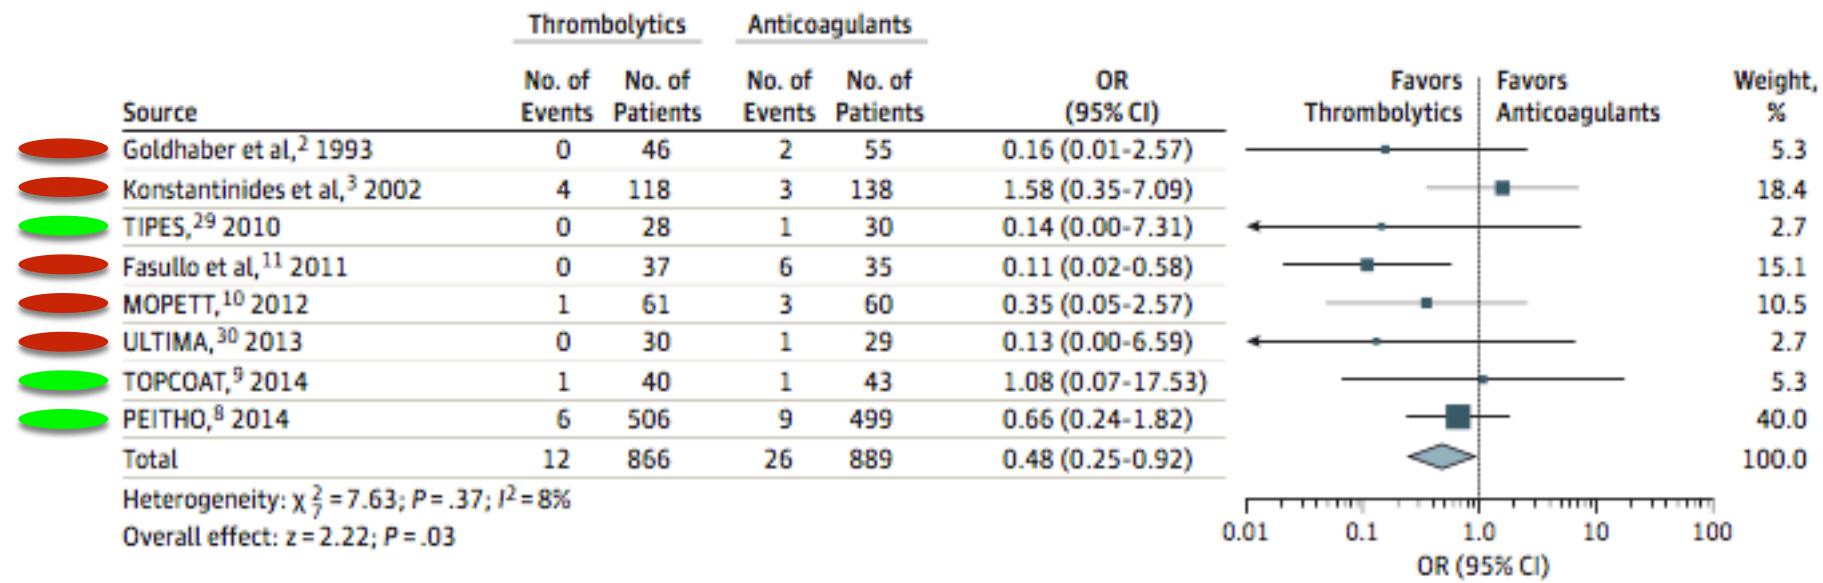 Thrombolytics Anticoagulants
No. of No. of No. of No. of OR Favors Favors Weight,
Source Events Patients Events Patients (95% CI) Thrombolytics Anticoagulants %
Goldhaber et al,2 1993 0 46 2 55 0.16 (0.01-2.57) 5.3
Konstantinides et al,3 2002 4 118 3 138 1.58 (0.35-7.09) 18.4
TIPES,29 2010 0 28 1 30 0.14 (0.00-7.31) 2.7
Fasullo et al,11 2011 0 37 6 35 0.11 (0.02-0.58) 15.1
MOPETT,10 2012 1 61 3 60 0.35 (0.05-2.57) 10.5
ULTIMA,30 2013 0 30 1 29 0.13 (0.00-6.59) 2.7
TOPCOAT,9 2014 1 40 1 43 1.08 (0.07-17.53) 5.3
PEITHO,8 2014 6 506 9 499 0.66 (0.24-1.82) 40.0
Total 12 866 26 889 0.48 (0.25-0.92) 100.0
Heterogeneity: χ²₇ = 7.63; P = .37; I² = 8%
Overall effect: z = 2.22; P = .03
0.01 0.1 1.0 10 100
OR (95% CI)